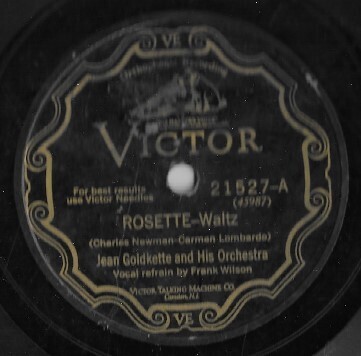 VE
Orthophonic Recording
VICTOR
For best results
use Victor Needles
21527-A
(45987)
ROSETTE-Waltz
(Charles Newman-Carmen Lombardo)
Jean Goldkette and His Orchestra
Vocal refrain by Frank Wilson
VICTOR TALKING MACHINE CO.
Camden, N.J.
VE